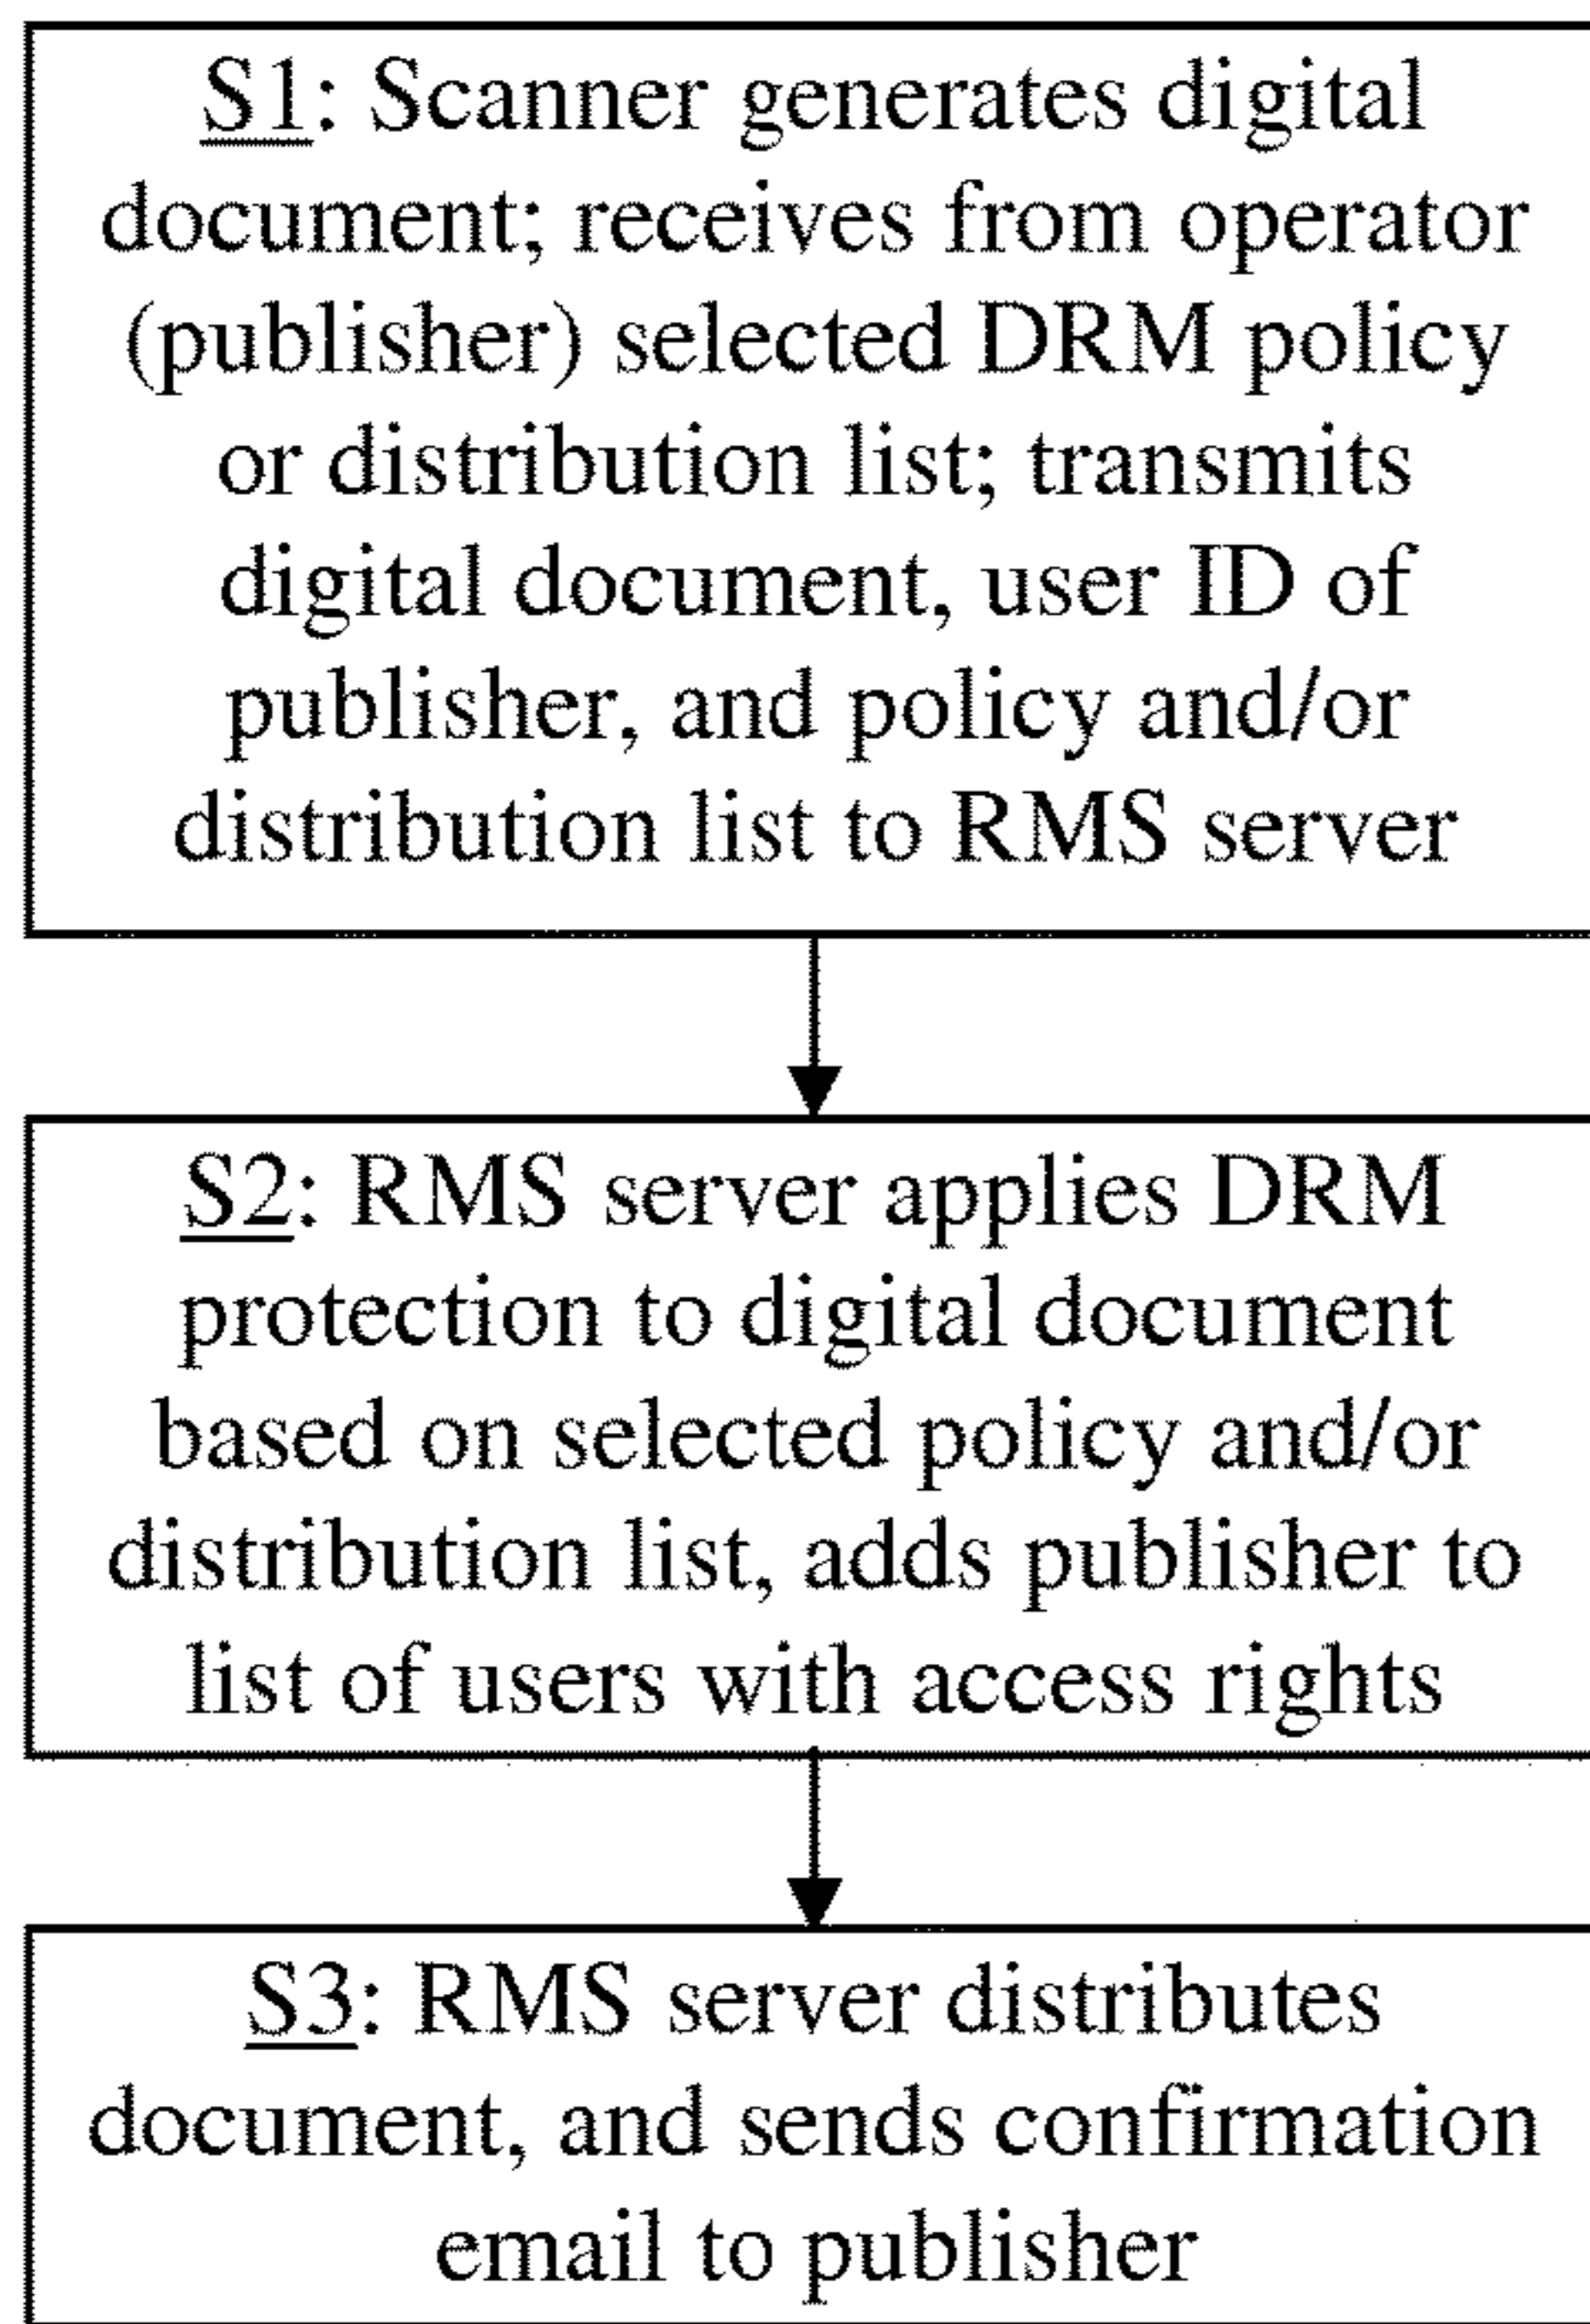 S1: Scanner generates digital
document; receives from operator
(publisher) selected DRM policy
or distribution list; transmits
digital document, user ID of
publisher, and policy and/or
distribution list to RMS server
S2: RMS server applies DRM
protection to digital document
based on selected policy and/or
distribution list, adds publisher to
list of users with access rights
S3: RMS server distributes
document, and sends confirmation
email to publisher